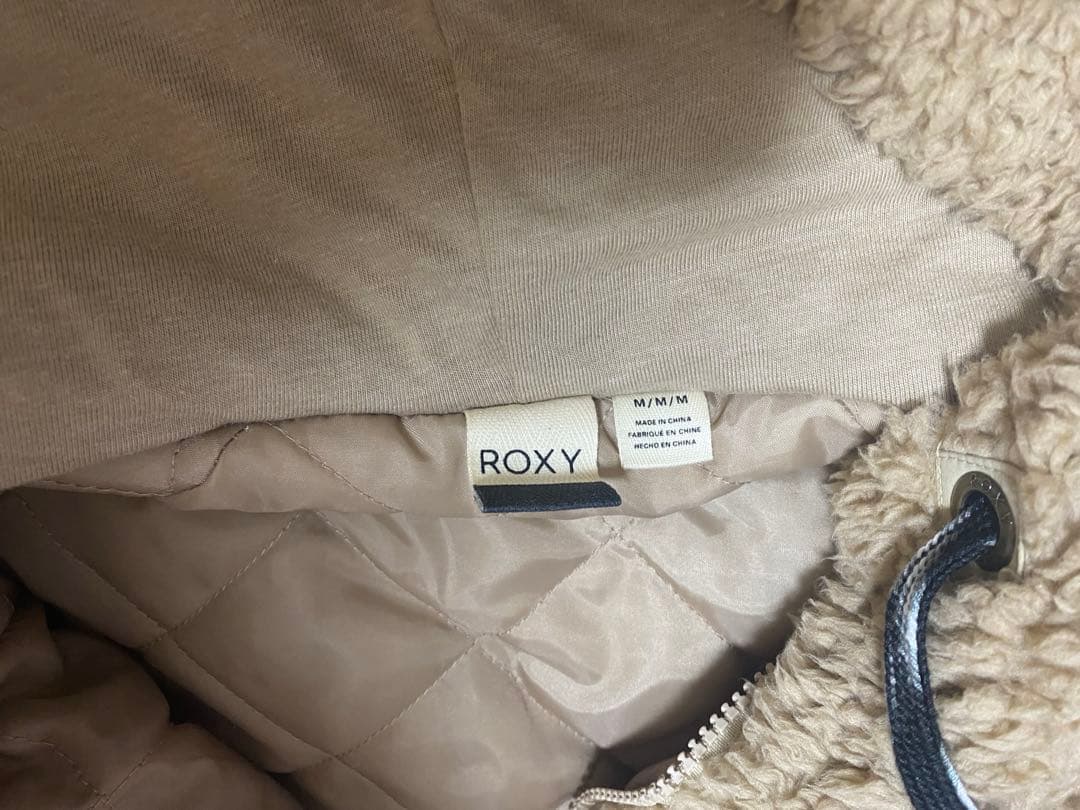 ROXY
M/M/M
MADE IN CHINA
FABRIQUÉ EN CHINE
HECHO EN CHINA